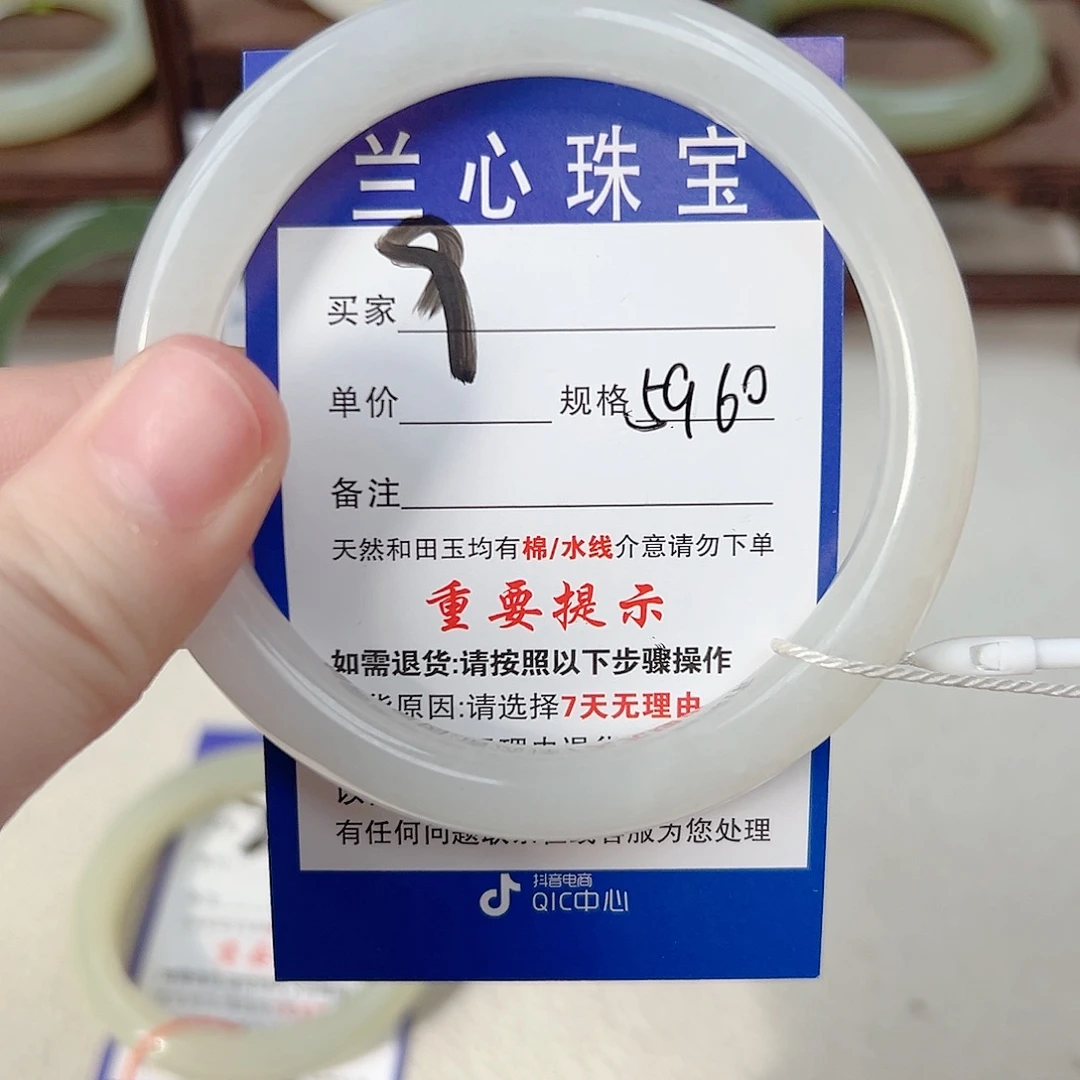 兰心珠宝
9
买家
单价 规格 59 60
备注
天然和田玉均有棉/水线介意请勿下单
重要提示
如需退货:请按照以下步骤操作
原因:请选择7天无理由
有任何问题联系在线客服为您处理
抖音电商
QIC中心